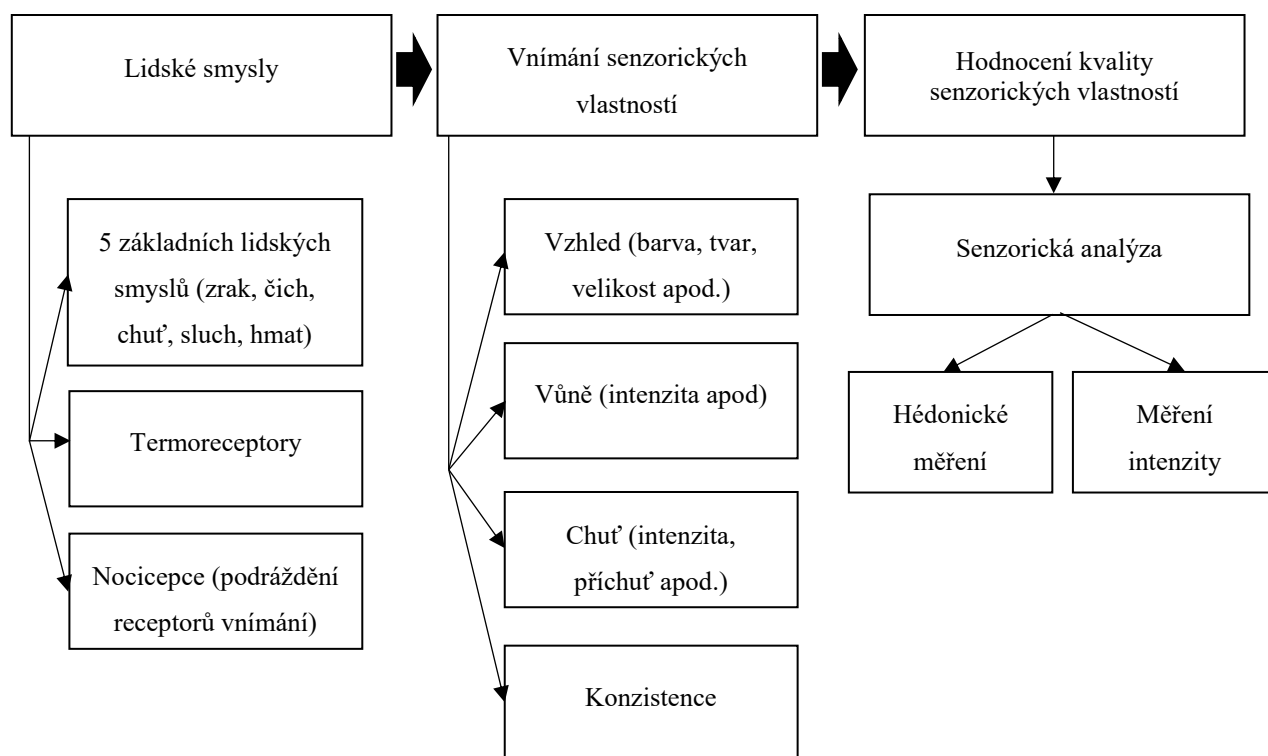 Lidské smysly
Vnímání senzorických
vlastností
Hodnocení kvality
senzorických vlastností
5 základních lidských
smyslů (zrak, čich,
chuť, sluch, hmat)
Termoreceptory
Nocicepce (podráždění
receptorů vnímání)
Vzhled (barva, tvar,
velikost apod.)
Vůně (intenzita apod)
Chuť (intenzita,
příchuť apod.)
Konzistence
Senzorická analýza
Hédonické
měření
Měření
intenzity